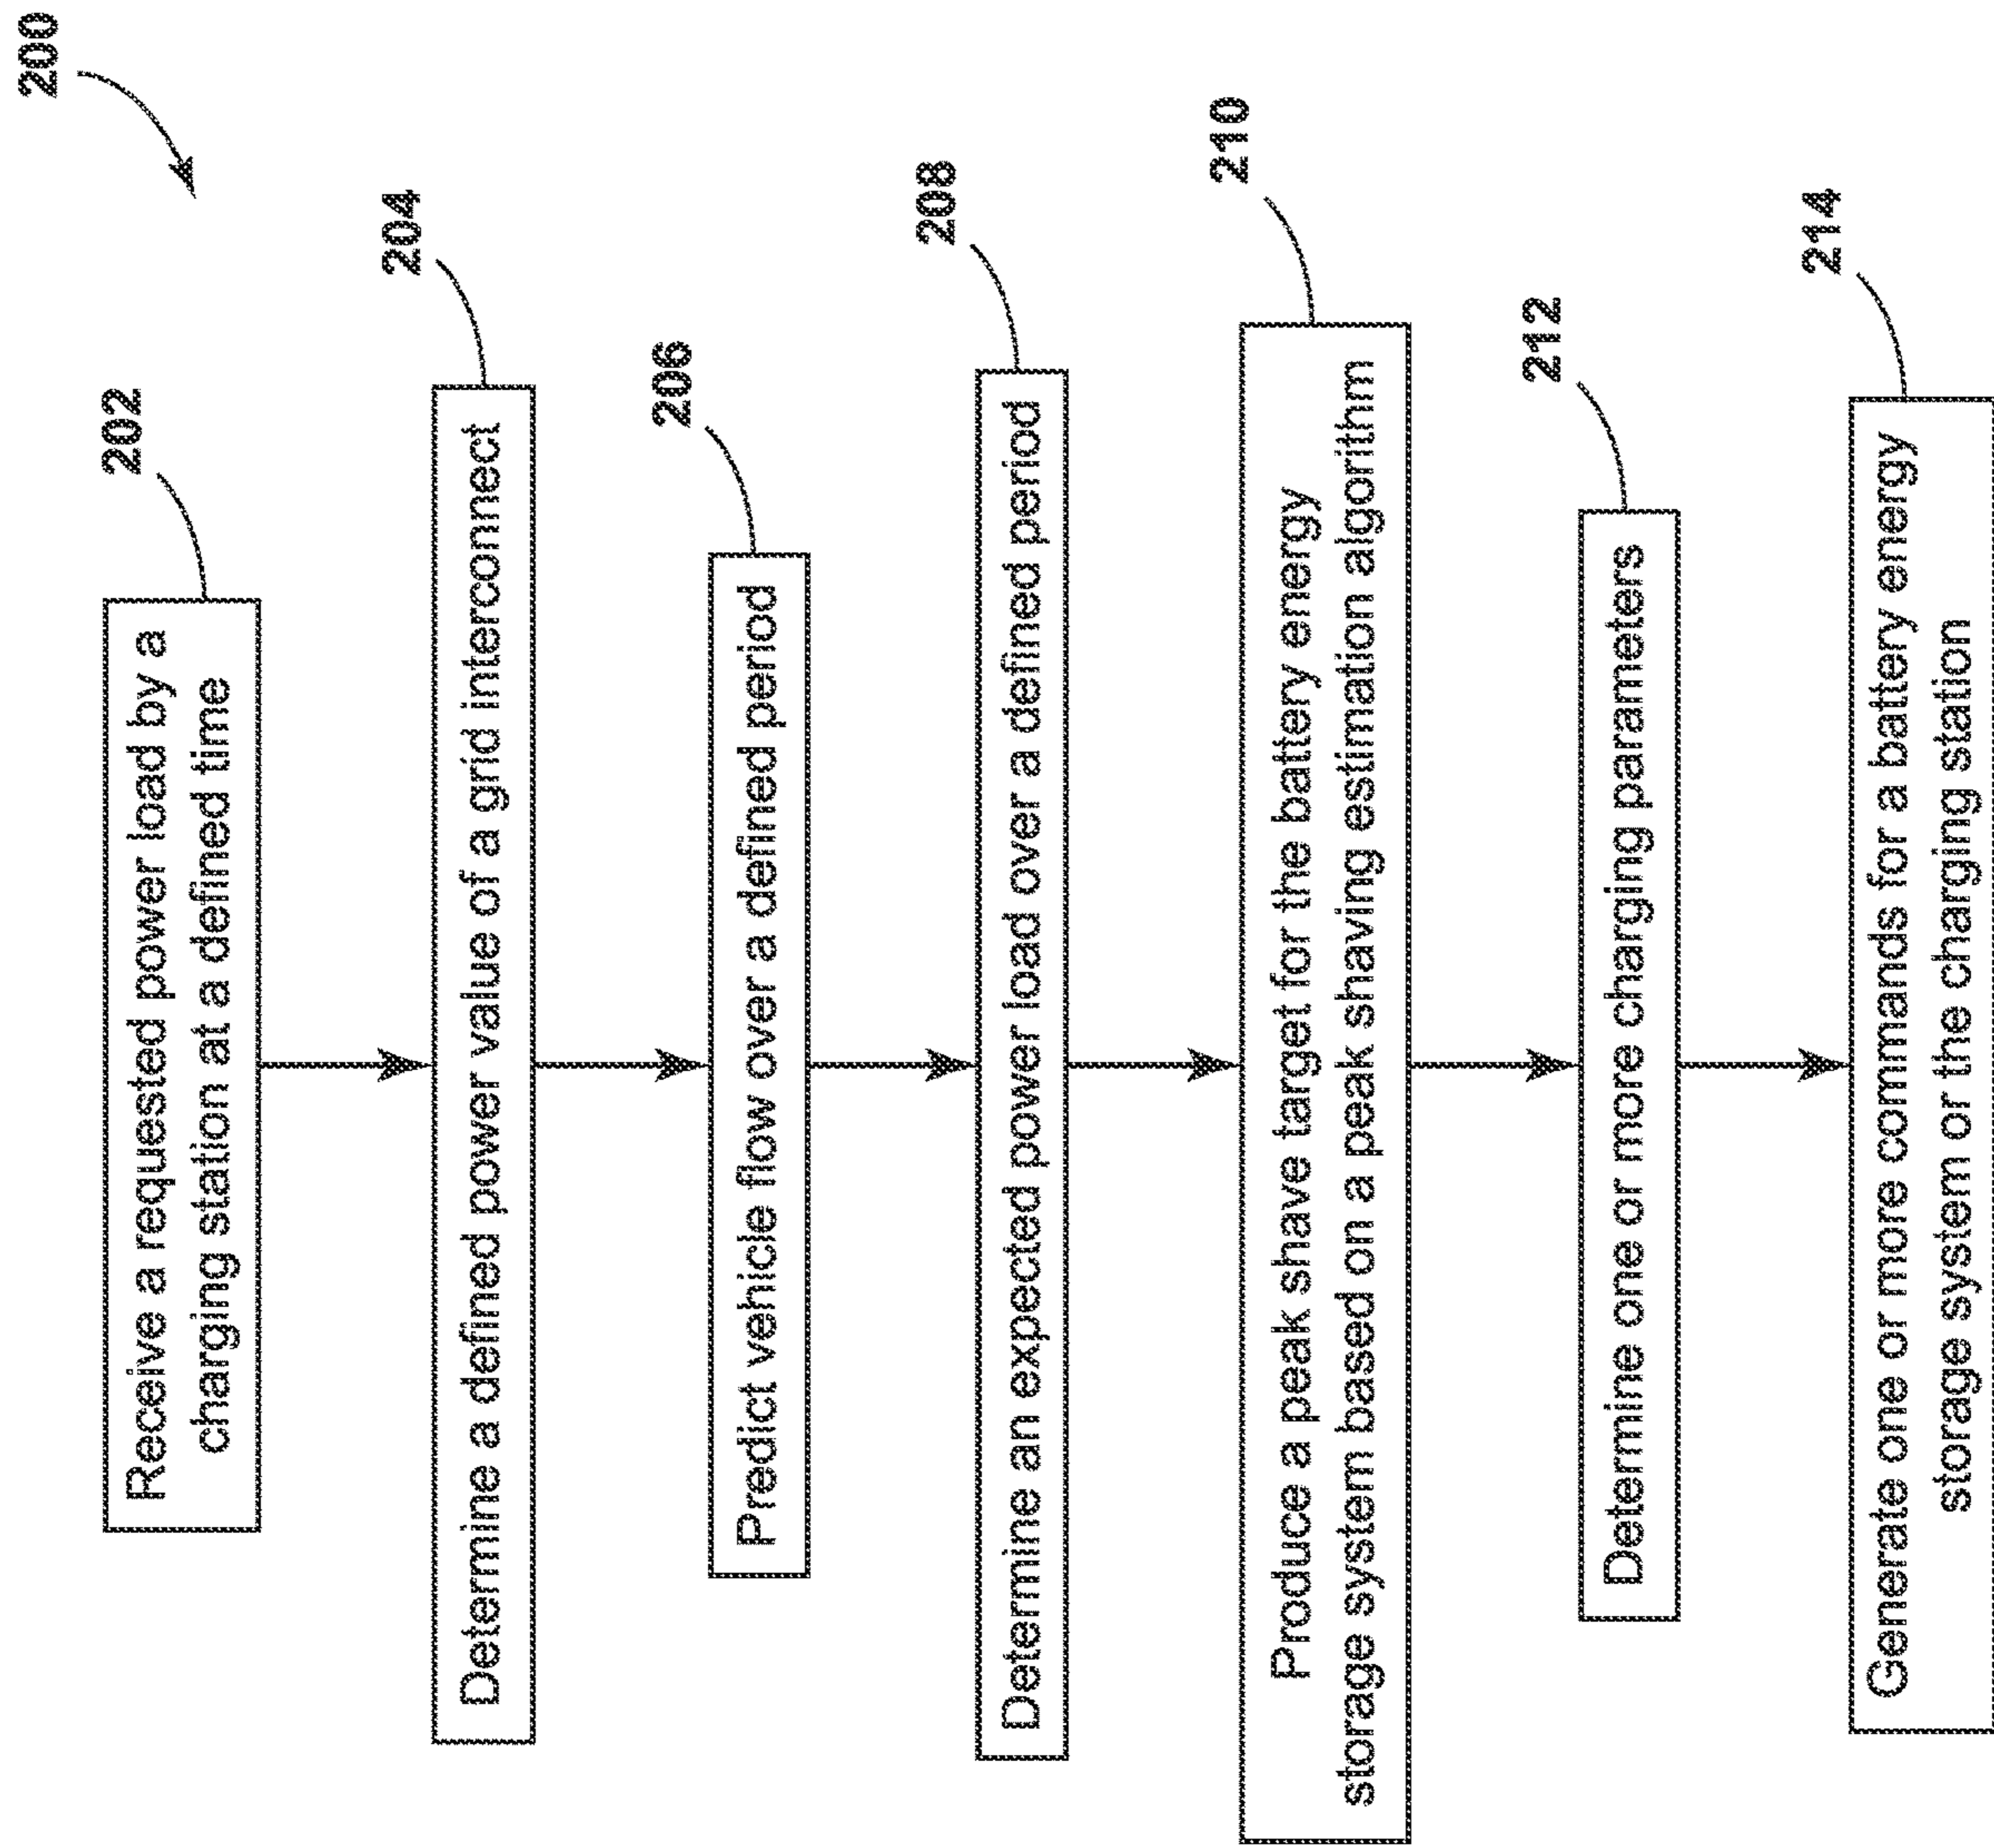 200
202
Receive a requested power load by a
charging station at a defined time
204
Determine a defined power value of a grid interconnect
206
Predict vehicle flow over a defined period
208
Determine an expected power load over a defined period
210
Produce a peak shave target for the battery energy
storage system based on a peak shaving estimation algorithm
212
Determine one or more charging parameters
214
Generate one or more commands for a battery energy
storage system or the charging station